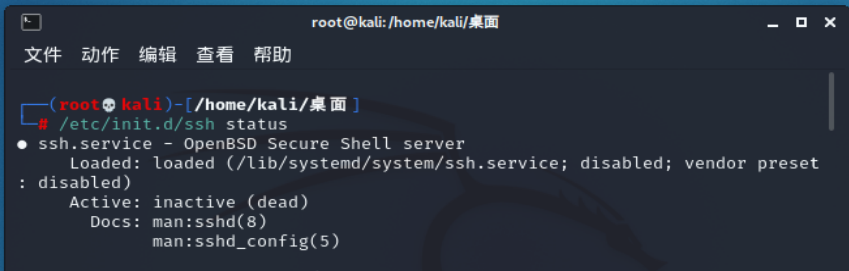 root@kali: /home/kali/桌面
文件 动作 编辑 查看 帮助
┌──(root💀kali)-[/home/kali/桌面]
└─# /etc/init.d/ssh status
● ssh.service - OpenBSD Secure Shell server
Loaded: loaded (/lib/systemd/system/ssh.service; disabled; vendor preset
: disabled)
Active: inactive (dead)
Docs: man:sshd(8)
man:sshd_config(5)